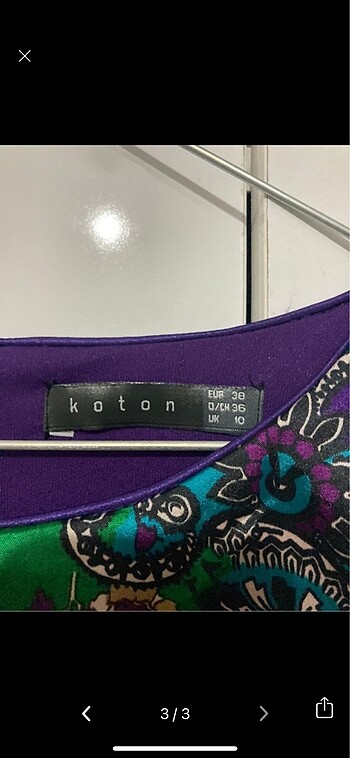 koton
EUR 38
D/CH 36
UK 10
3/3